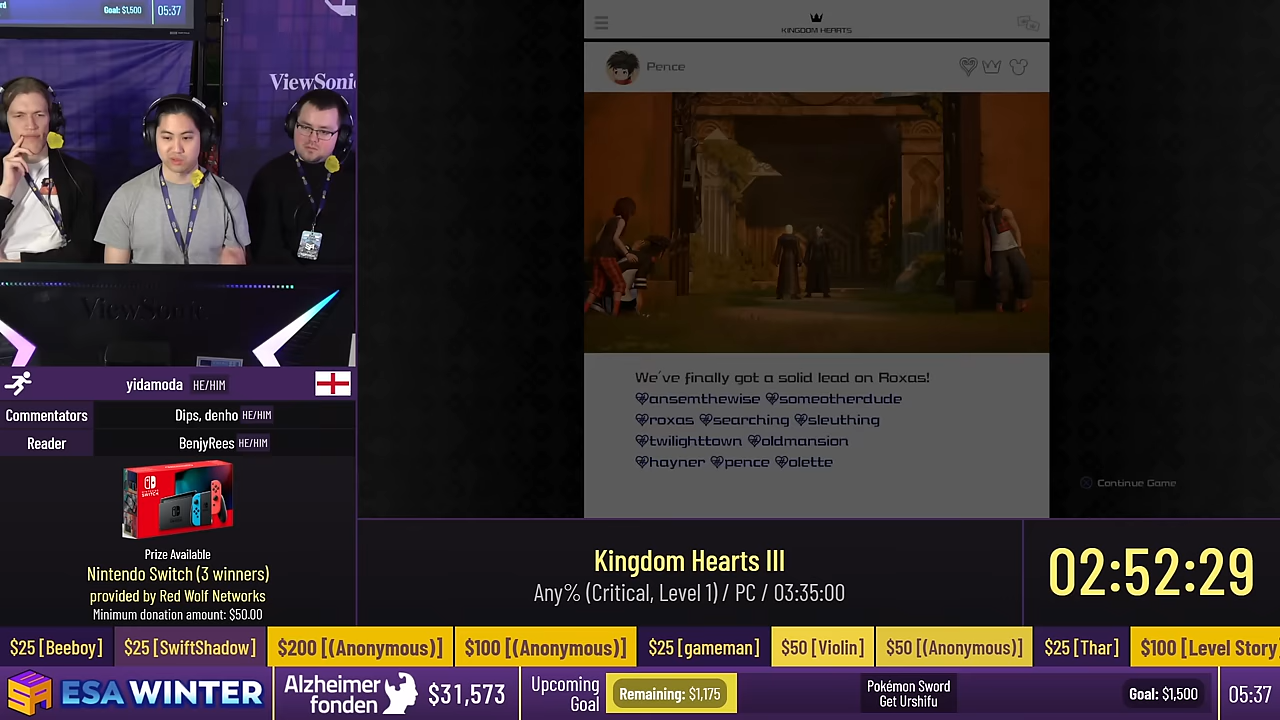 Goal: $1,500
05:37
ViewSonic
ViewSonic
KINGDOM HEARTS
Pence
We've finally got a solid lead on Roxas!
ansemthewise someotherdude
roxas searching sleuthing
twilighttown oldmansion
hayner pence olette
Continue Game
yidamoda HE/HIM
Commentators Dips, denho HE/HIM
Reader BenjyRees HE/HIM
Prize Available
Nintendo Switch (3 winners)
provided by Red Wolf Networks
Minimum donation amount: $50.00
Kingdom Hearts III
Any% (Critical, Level 1) / PC / 03:35:00
02:52:29
$25 [Beeboy] $25 [SwiftShadow] $200 [(Anonymous)] $100 [(Anonymous)] $25 [gameman] $50 [Violin] $50 [(Anonymous)] $25 [Thar] $100 [Level Story
ESA WINTER
Alzheimer
fonden
$31,573
Upcoming
Goal
Remaining: $1,175
Pokémon Sword
Get Urshifu
Goal: $1,500
05:37